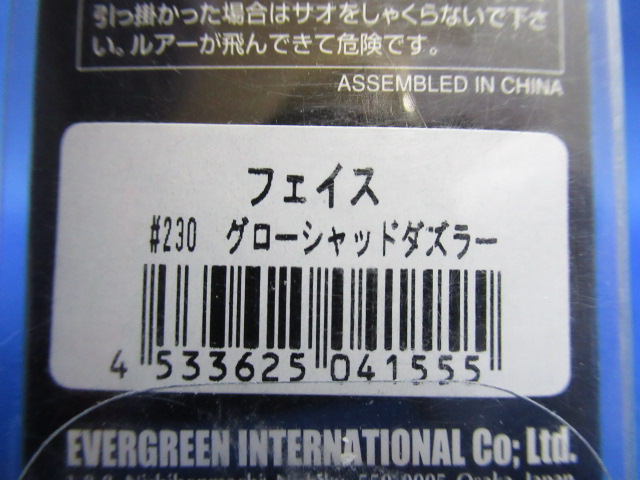 引っ掛かった場合はサオをしゃくらないで下さ
い。ルアーが飛んできて危険です。
ASSEMBLED IN CHINA
フェイス
#230 グローシャッドダズラー
4 533625 041555
EVERGREEN INTERNATIONAL Co; Ltd.
Osaka, Japan